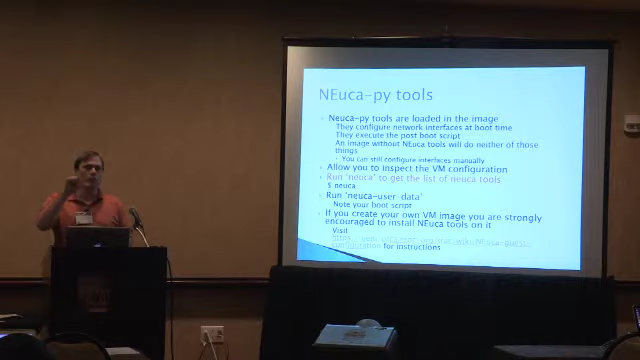 NEuca-py tools
Neuca-py tools are loaded in the image
They configure network interfaces at boot time
They execute the post boot script
An image without NEuca tools will do neither of those
things
You can still configure interfaces manually
Allow you to inspect the VM configuration
Run 'neuca' to get the list of neuca tools
$ neuca
Run 'neuca-user-data'
Note your boot script
If you create your own VM image you are strongly
encouraged to install NEuca tools on it
Visit
for instructions